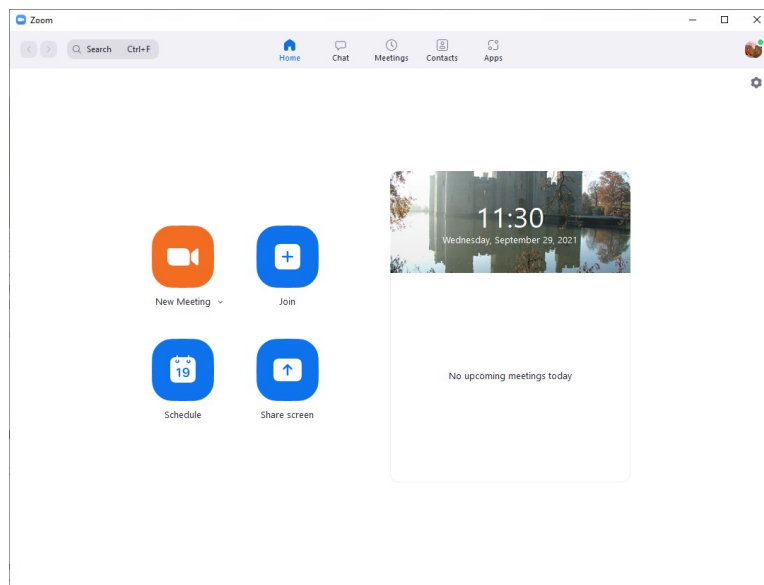 Zoom
Search Ctrl+F
Home Chat Meetings Contacts Apps
11:30
Wednesday, September 29, 2021
New Meeting
Join
19
Schedule
Share screen
No upcoming meetings today